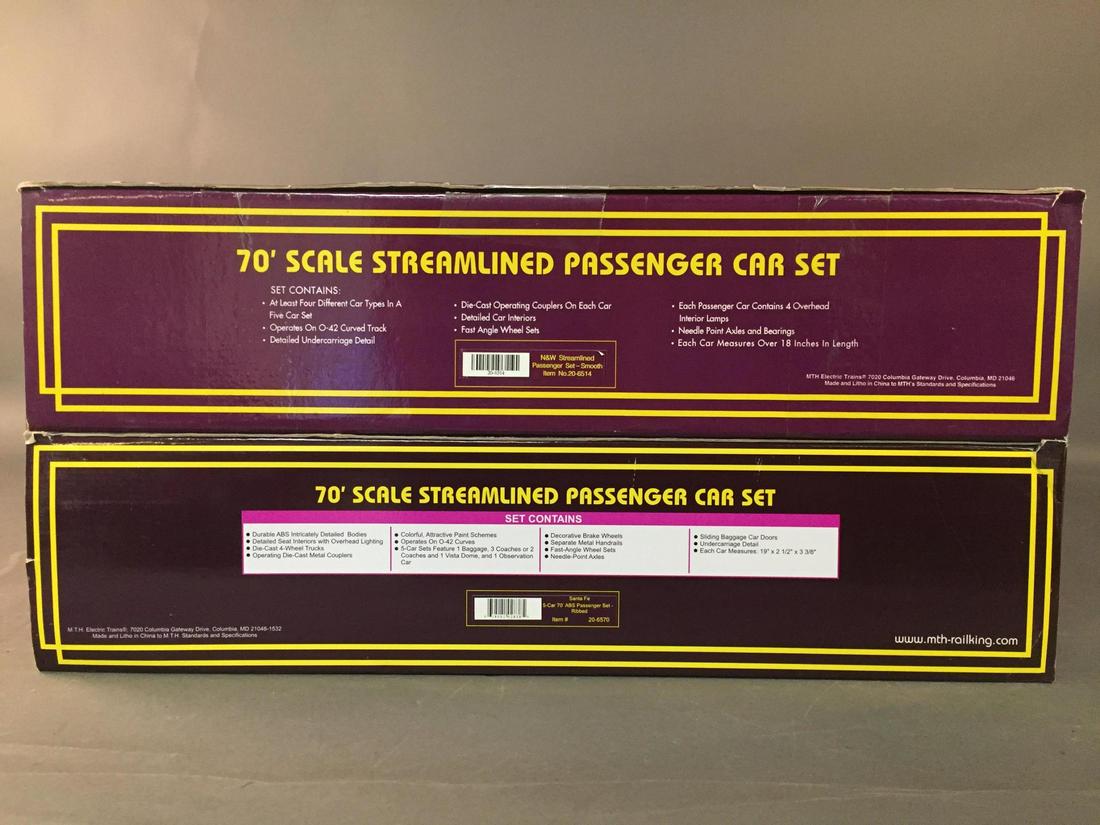 70' SCALE STREAMLINED PASSENGER CAR SET
SET CONTAINS:
• At Least Four Different Car Types In A
Five Car Set
• Operates On O-42 Curved Track
• Detailed Undercarriage Detail
• Die-Cast Operating Couplers On Each Car
• Detailed Car Interiors
• Fast Angle Wheel Sets
• Each Passenger Car Contains 4 Overhead
Interior Lamps
• Needle Point Axles and Bearings
• Each Car Measures Over 18 Inches In Length
20-6514
N&W Streamlined
Passenger Set - Smooth
Item No.20-6514
MTH Electric Trains® 7020 Columbia Gateway Drive, Columbia, MD 21046
Made and Litho in China to MTH's Standards and Specifications
70' SCALE STREAMLINED PASSENGER CAR SET
SET CONTAINS
● Durable ABS Intricately Detailed Bodies
● Detailed Seat Interiors with Overhead Lighting
● Die-Cast 4-Wheel Trucks
● Operating Die-Cast Metal Couplers
● Colorful, Attractive Paint Schemes
● Operates On O-42 Curves
● 5-Car Sets Feature 1 Baggage, 3 Coaches or 2
Coaches and 1 Vista Dome, and 1 Observation
Car
● Decorative Brake Wheels
● Separate Metal Handrails
● Fast-Angle Wheel Sets
● Needle-Point Axles
● Sliding Baggage Car Doors
● Undercarriage Detail
● Each Car Measures: 19" x 2 1/2" x 3 3/8"
Santa Fe
5-Car 70' ABS Passenger Set -
Ribbed
Item # 20-6570
M.T.H. Electric Trains®; 7020 Columbia Gateway Drive, Columbia, MD 21046-1532
Made and Litho in China to M.T.H. Standards and Specifications
www.mth-railking.com